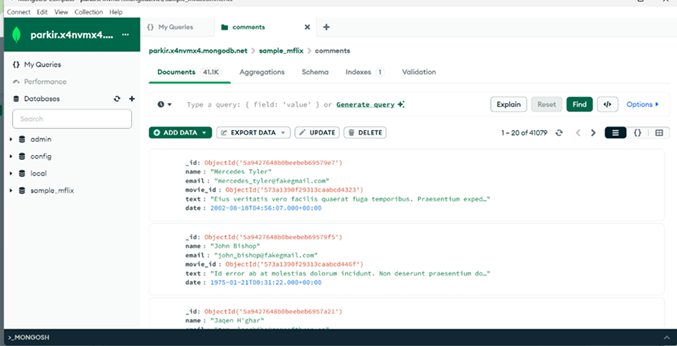 Connect Edit View Collection Help
parkir.x4nvmx4.... ...
{} My Queries
comments
+
parkir.x4nvmx4.mongodb.net > sample_mflix > comments
{} My Queries
Performance
Databases
Search
admin
config
local
sample_mflix
Documents 41.1K Aggregations Schema Indexes 1 Validation
Type a query: { field: 'value' } or Generate query
Explain Reset Find </> Options
ADD DATA EXPORT DATA UPDATE DELETE
1 – 20 of 41079
_id: ObjectId('5a9427648b0beebeb69579e7')
name : "Mercedes Tyler"
email : "mercedes_tyler@fakegmail.com"
movie_id : ObjectId('573a1390f29313caabcd4323')
text : "Eius veritatis vero facilis quaerat fuga temporibus. Praesentium exped…"
date : 2002-08-18T04:56:07.000+00:00
_id: ObjectId('5a9427648b0beebeb69579f5')
name : "John Bishop"
email : "john_bishop@fakegmail.com"
movie_id : ObjectId('573a1390f29313caabcd446f')
text : "Id error ab at molestias dolorum incidunt. Non deserunt praesentium do…"
date : 1975-01-21T00:31:22.000+00:00
_id: ObjectId('5a9427648b0beebeb6957a21')
name : "Jaqen H'ghar"
>_MONGOSH